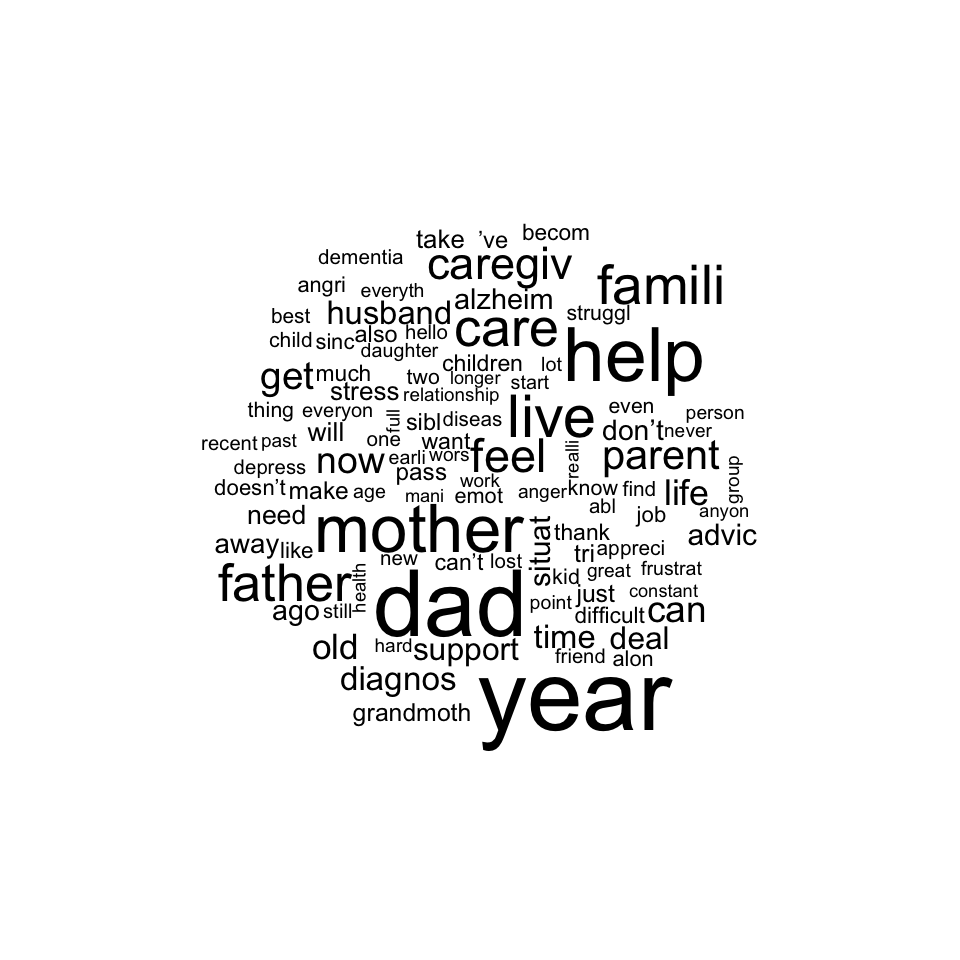 take 've becom
dementia caregiv
angri everyth alzheim famili
best husband care struggl
child sinc also hello help
daughter children lot
get much two longer start
stress relationship live even person
thing everyon full sibl diseas don't never
recent past will one want feel realli parent
depress now earli wors group
doesn't make age pass work anger know find life
mani emot abl job anyon
need mother situat thank advic
away like new can't lost tri appreci
father health kid great frustrat
ago still dad point just constant
difficult can
old hard support time deal
friend alon
diagnos year
grandmoth